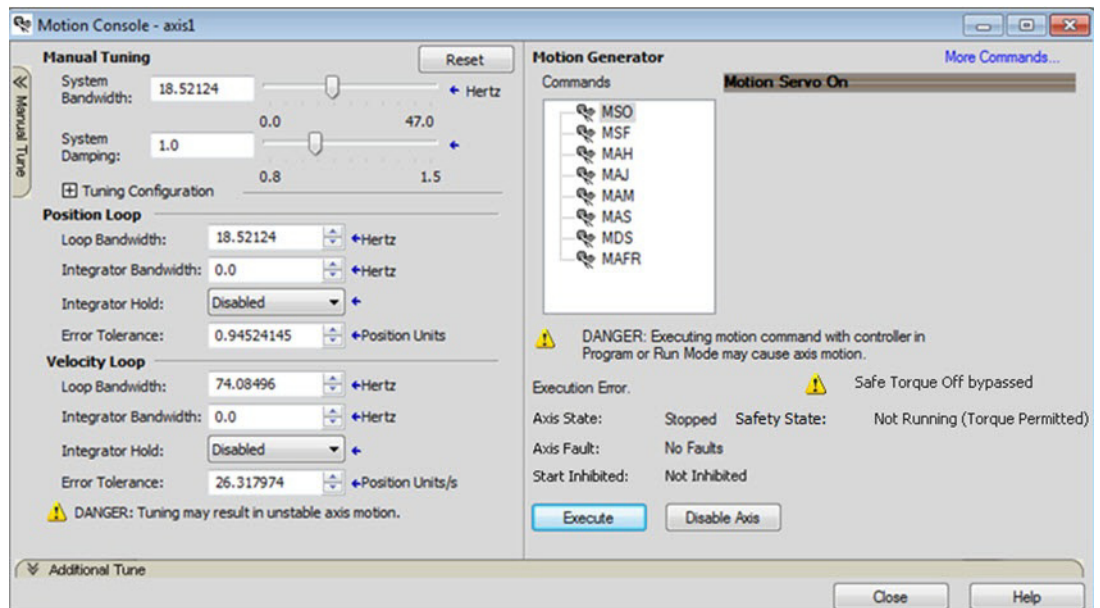 Motion Console - axis1
Manual Tune
Manual Tuning
Reset
System Bandwidth:
18.52124
Hertz
0.0 47.0
System Damping:
1.0
0.8 1.5
Tuning Configuration
Position Loop
Loop Bandwidth: 18.52124 Hertz
Integrator Bandwidth: 0.0 Hertz
Integrator Hold: Disabled
Error Tolerance: 0.94524145 Position Units
Velocity Loop
Loop Bandwidth: 74.08496 Hertz
Integrator Bandwidth: 0.0 Hertz
Integrator Hold: Disabled
Error Tolerance: 26.317974 Position Units/s
DANGER: Tuning may result in unstable axis motion.
Motion Generator
More Commands...
Commands
Motion Servo On
MSO
MSF
MAH
MAJ
MAM
MAS
MDS
MAFR
DANGER: Executing motion command with controller in
Program or Run Mode may cause axis motion.
Execution Error.
Safe Torque Off bypassed
Axis State: Stopped Safety State: Not Running (Torque Permitted)
Axis Fault: No Faults
Start Inhibited: Not Inhibited
Execute Disable Axis
Additional Tune
Close Help